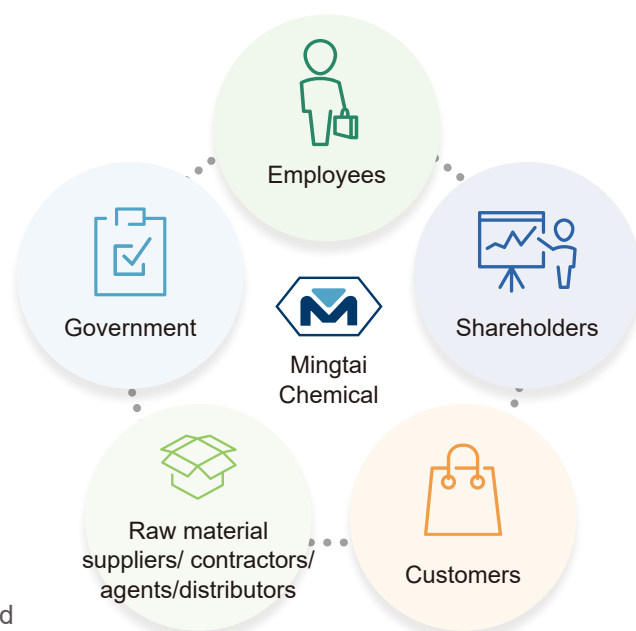 Employees
Government
Shareholders
Mingtai
Chemical
Raw material
suppliers/ contractors/
agents/distributors
Customers
d